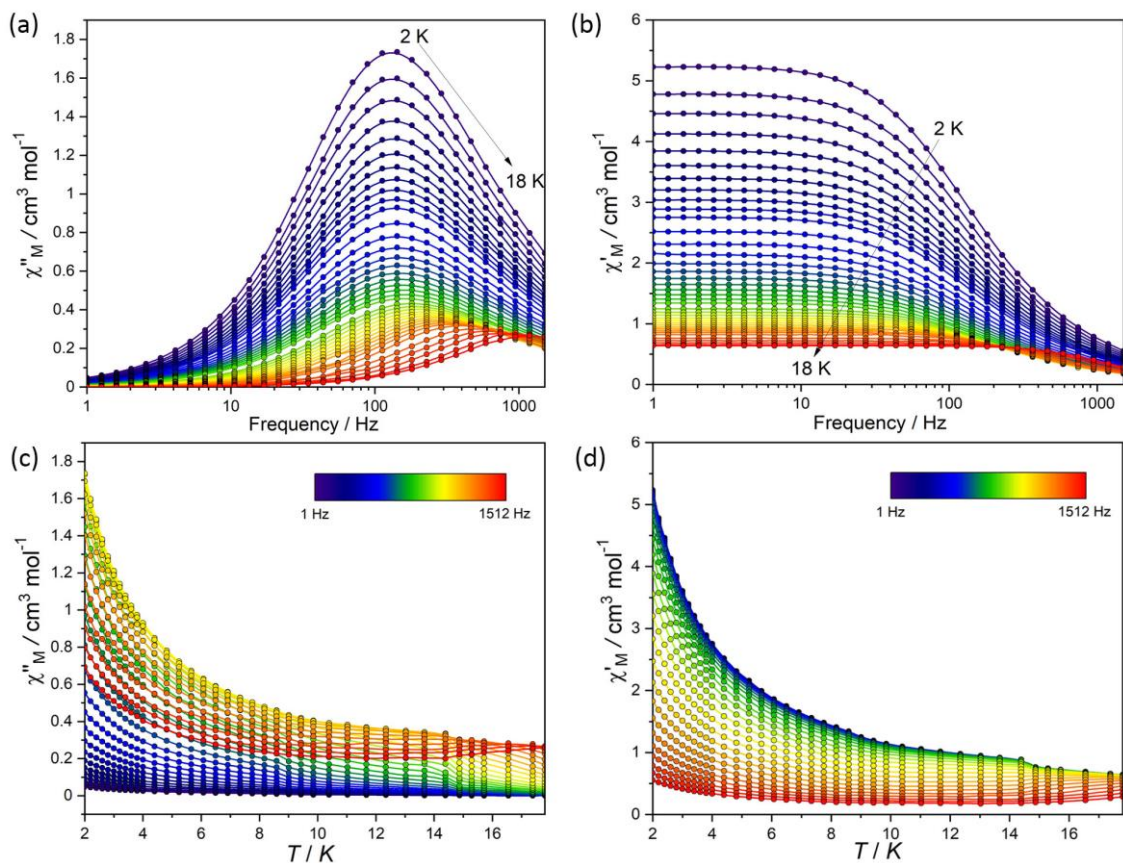 (a)
1.8
1.6
1.4
1.2
1
0.8
0.6
0.4
0.2
0
χ"M / cm³ mol⁻¹
2 K
18 K
1
10
100
1000
Frequency / Hz
(b)
6
5
4
3
2
1
0
χ'M / cm³ mol⁻¹
2 K
18 K
1
10
100
1000
Frequency / Hz
(c)
1.8
1.6
1.4
1.2
1
0.8
0.6
0.4
0.2
0
χ"M / cm³ mol⁻¹
1 Hz
1512 Hz
2
4
6
8
10
12
14
16
T / K
(d)
6
5
4
3
2
1
0
χ'M / cm³ mol⁻¹
1 Hz
1512 Hz
2
4
6
8
10
12
14
16
T / K